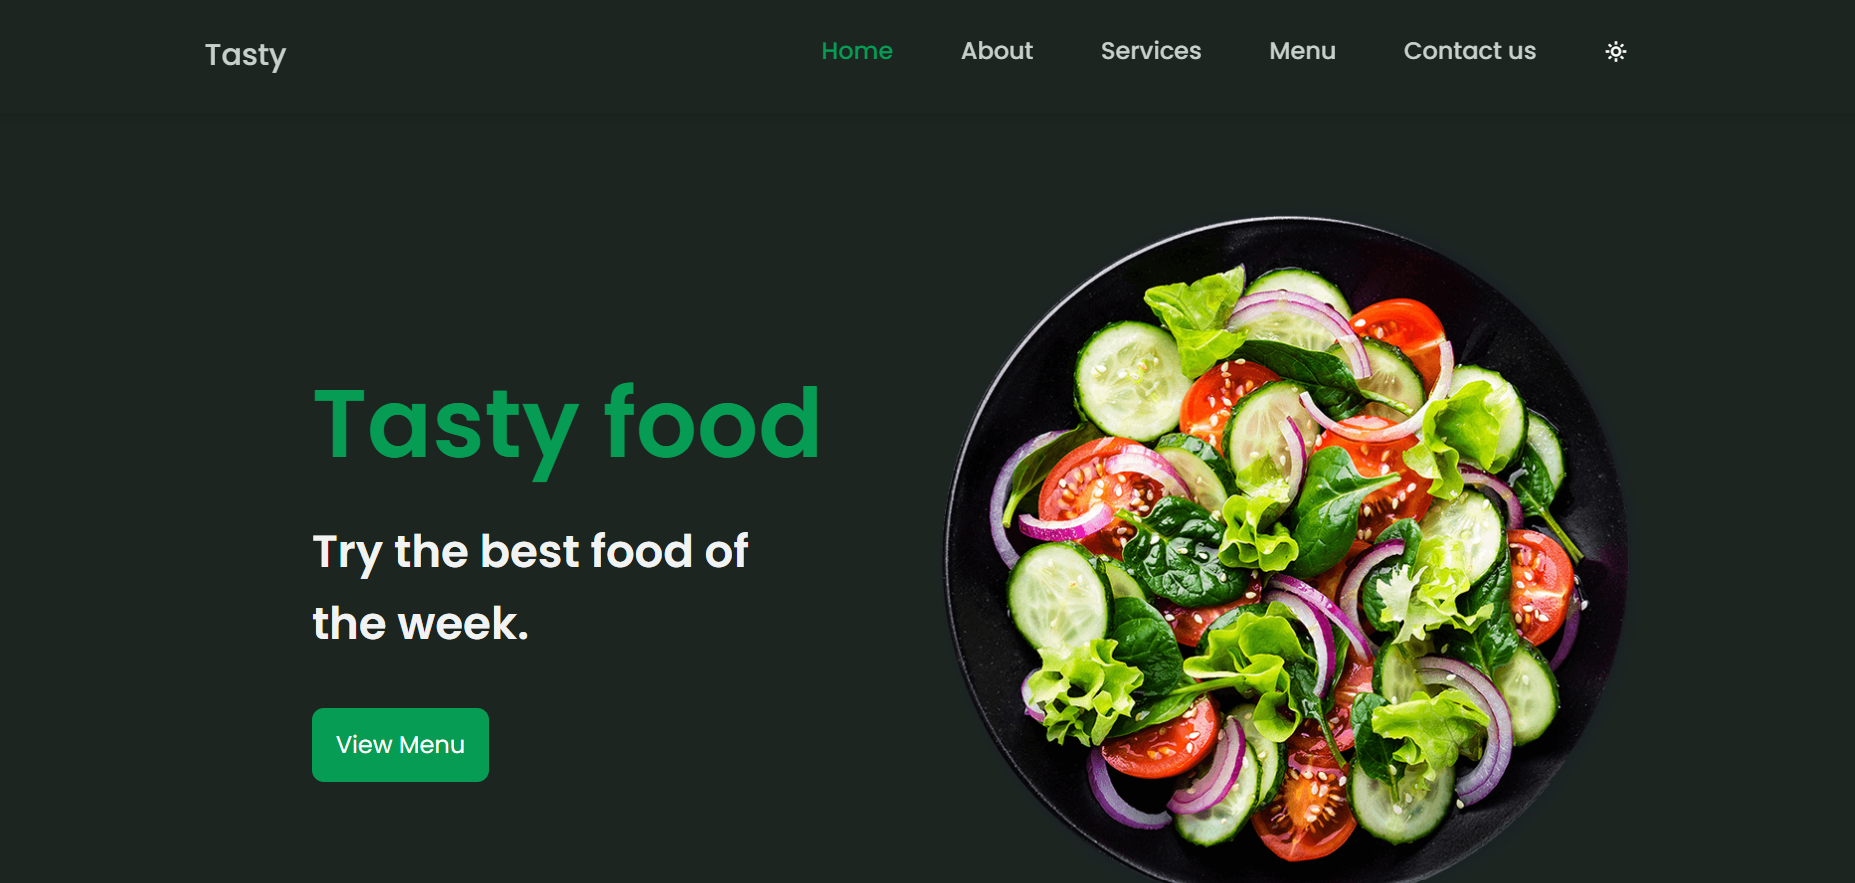 Tasty
Home About Services Menu Contact us
Tasty food
Try the best food of
the week.
View Menu